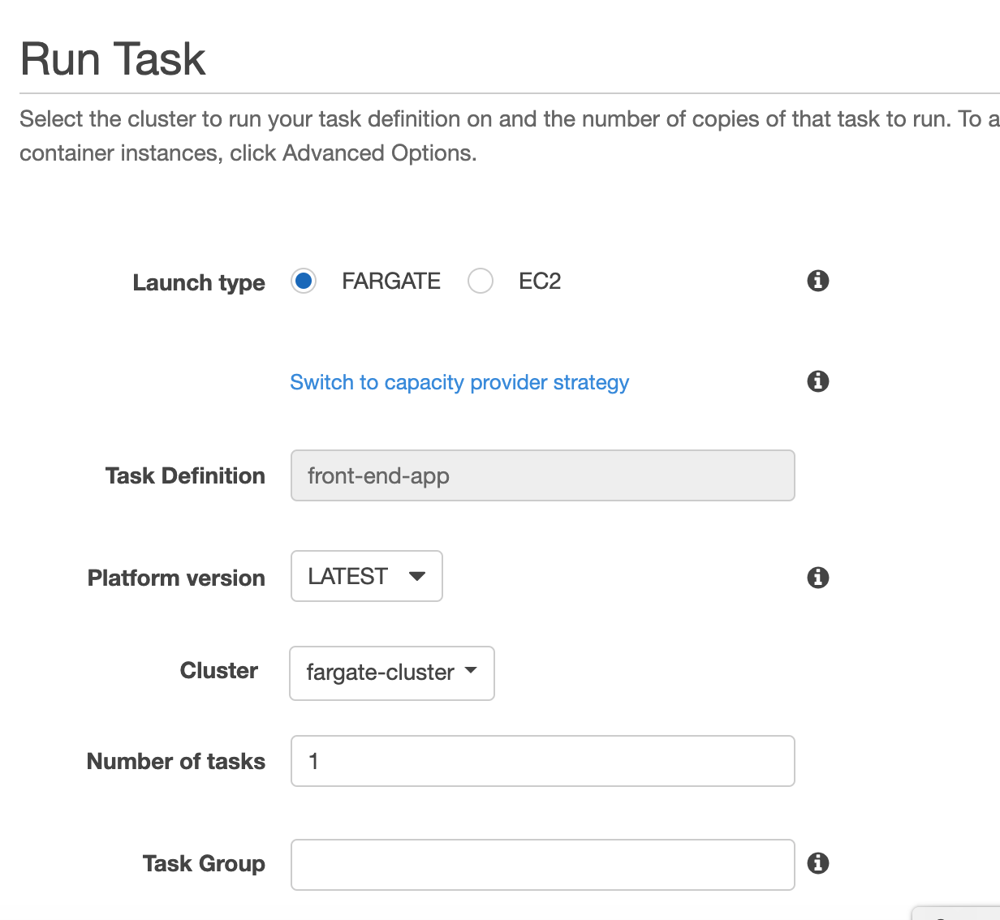 Run Task
Select the cluster to run your task definition on and the number of copies of that task to run. To a
container instances, click Advanced Options.
Launch type FARGATE EC2
Switch to capacity provider strategy
Task Definition front-end-app
Platform version LATEST
Cluster fargate-cluster
Number of tasks 1
Task Group